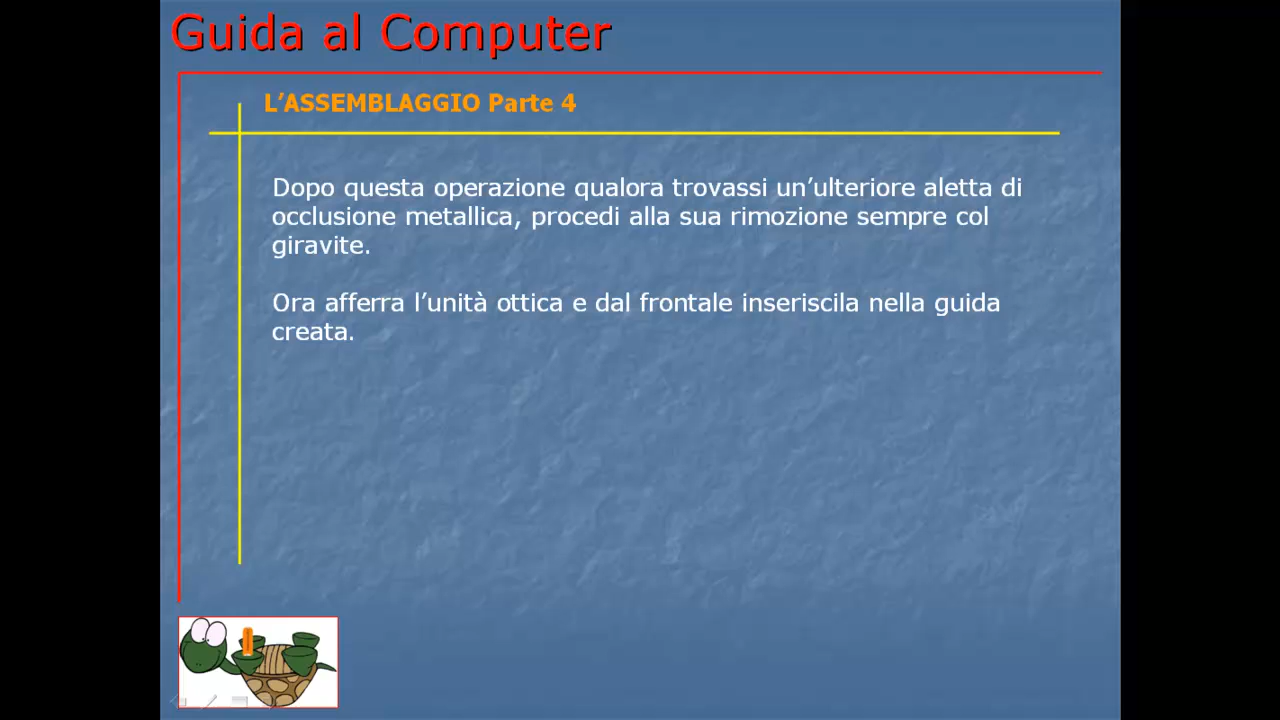 Guida al Computer
L’ASSEMBLAGGIO Parte 4
Dopo questa operazione qualora trovassi un’ulteriore aletta di
occlusione metallica, procedi alla sua rimozione sempre col
giravite.
Ora afferra l’unità ottica e dal frontale inseriscila nella guida
creata.